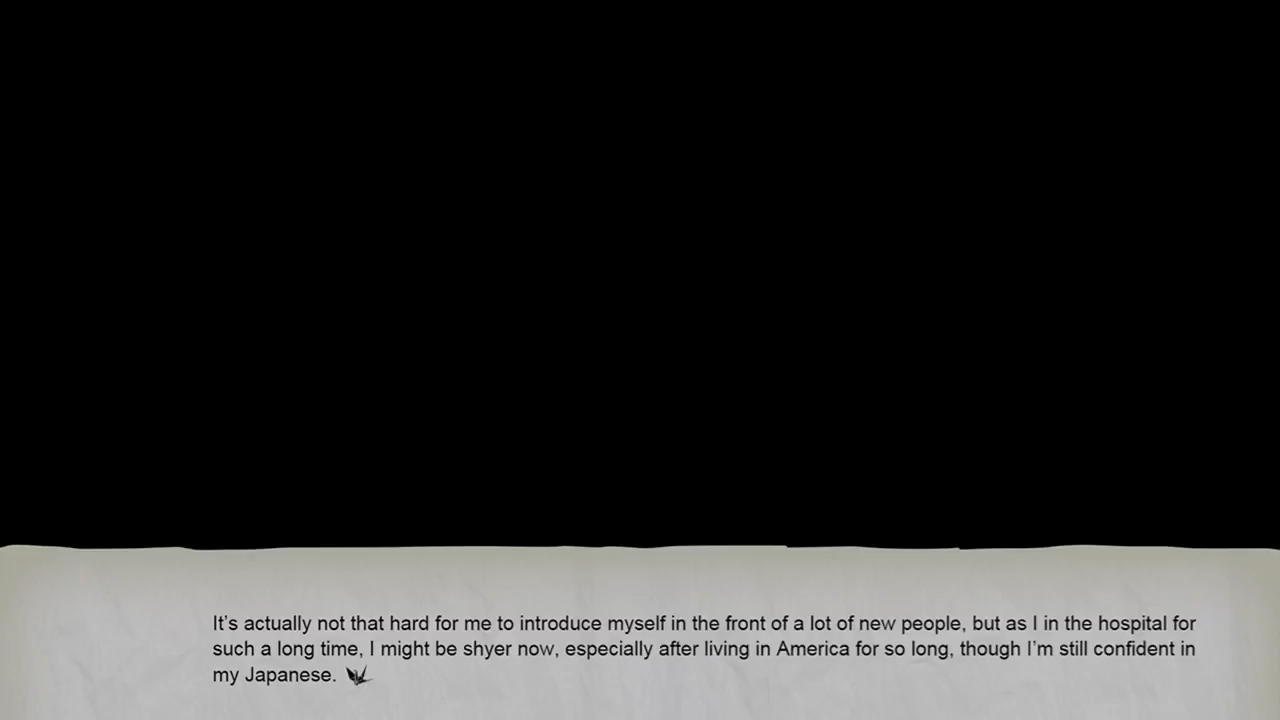 It’s actually not that hard for me to introduce myself in the front of a lot of new people, but as I in the hospital for
such a long time, I might be shyer now, especially after living in America for so long, though I’m still confident in
my Japanese.